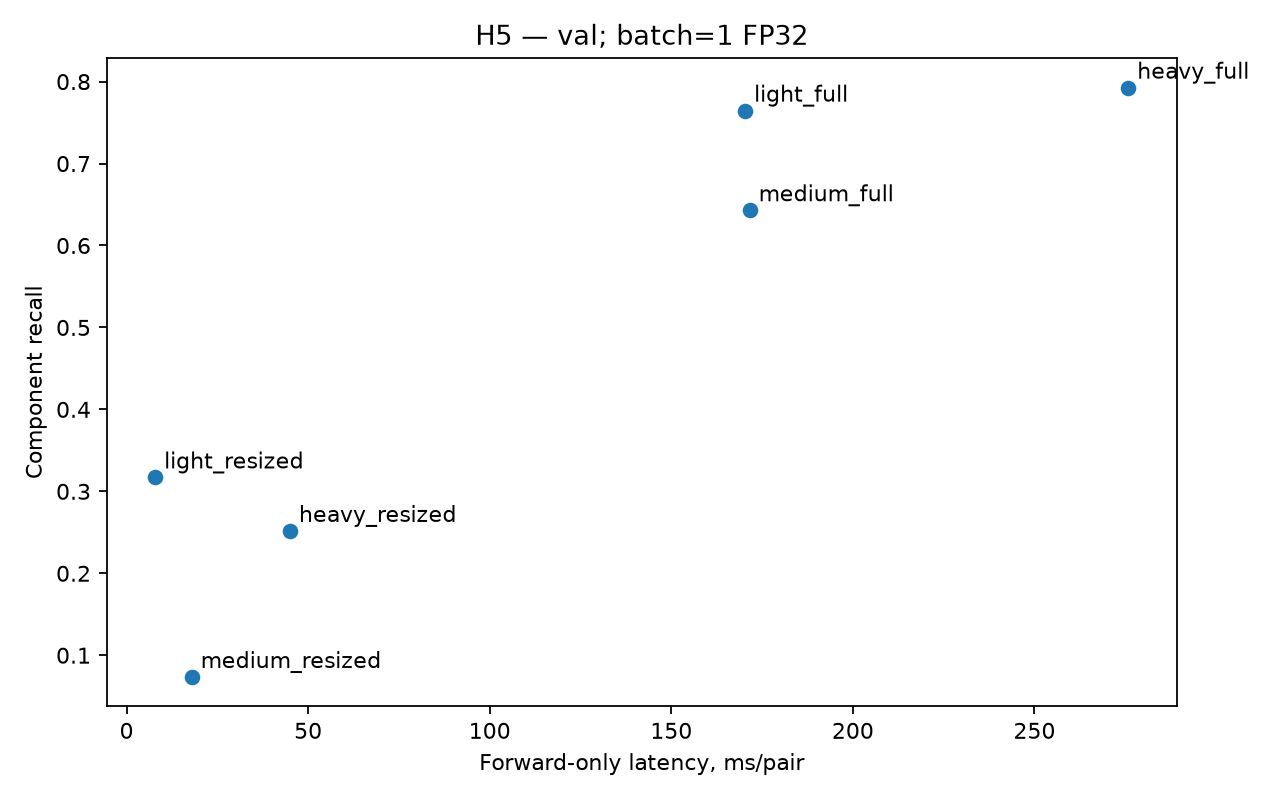 H5 — val; batch=1 FP32
heavy_full
light_full
medium_full
light_resized
heavy_resized
medium_resized
Component recall
0.8
0.7
0.6
0.5
0.4
0.3
0.2
0.1
0
50
100
150
200
250
Forward-only latency, ms/pair